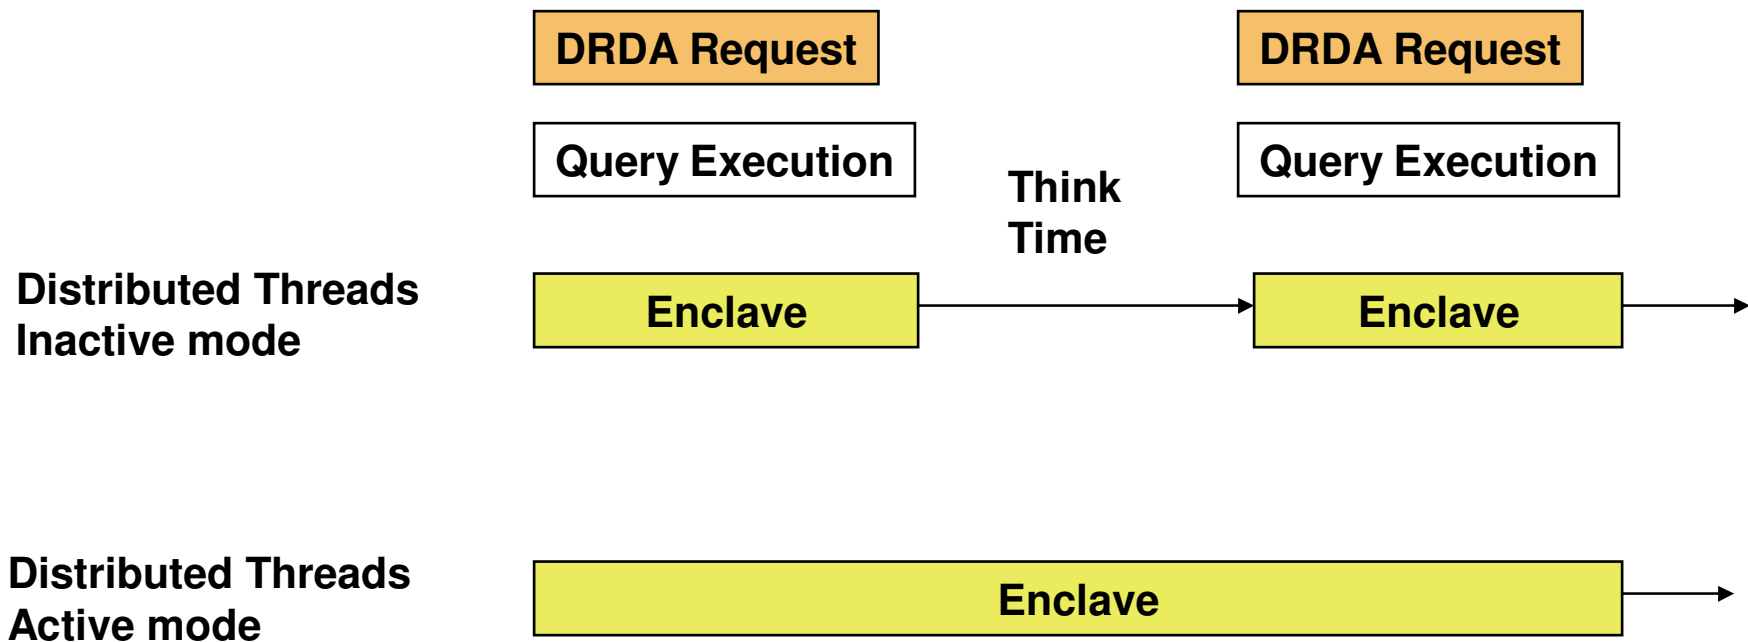 DRDA Request
DRDA Request
Query Execution
Query Execution
Think
Time
Distributed Threads
Inactive mode
Enclave
Enclave
Distributed Threads
Active mode
Enclave